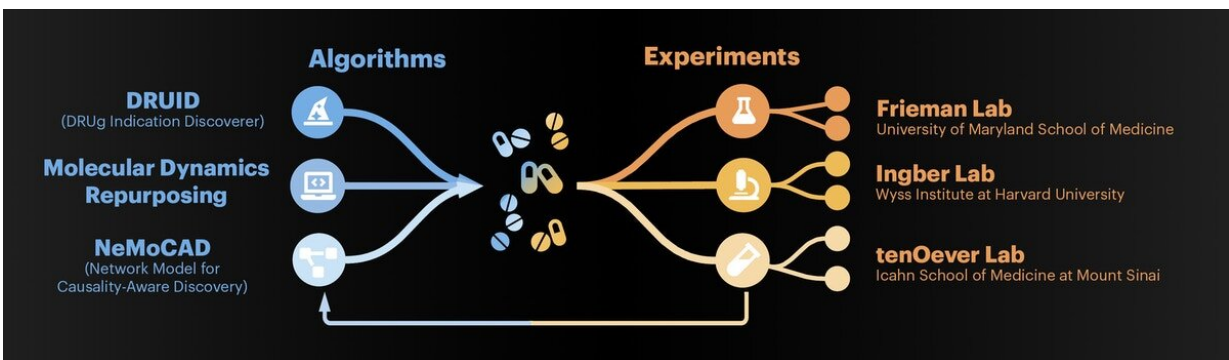 Algorithms
DRUID
(DRUg Indication Discoverer)
Molecular Dynamics
Repurposing
NeMoCAD
(Network Model for
Causality-Aware Discovery)
Experiments
Frieman Lab
University of Maryland School of Medicine
Ingber Lab
Wyss Institute at Harvard University
tenOever Lab
Icahn School of Medicine at Mount Sinai